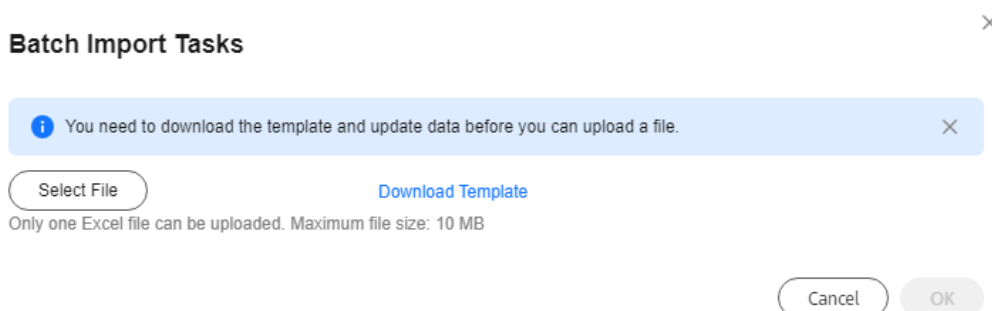 Batch Import Tasks
You need to download the template and update data before you can upload a file.
Select File
Download Template
Only one Excel file can be uploaded. Maximum file size: 10 MB
Cancel
OK